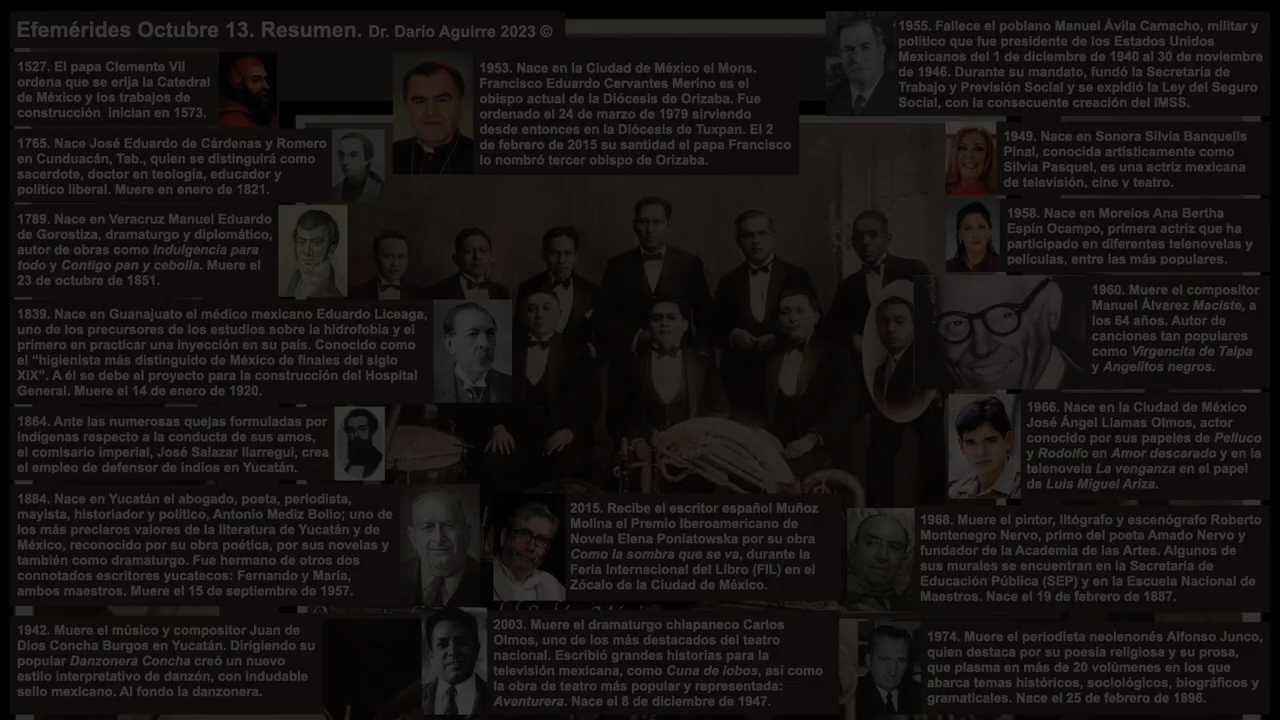 Efemérides Octubre 13. Resumen. Dr. Darío Aguirre 2023 ©
1527. El papa Clemente VII
ordena que se erija la Catedral
de México y los trabajos de
construcción inician en 1573.
1765. Nace José Eduardo de Cárdenas y Romero
en Cunduacán, Tab., quien se distinguirá como
sacerdote, doctor en teología, educador y
político liberal. Muere en enero de 1821.
1789. Nace en Veracruz Manuel Eduardo
de Gorostiza, dramaturgo y diplomático,
autor de obras como Indulgencia para
todo y Contigo pan y cebolla. Muere el
23 de octubre de 1851.
1839. Nace en Guanajuato el médico mexicano Eduardo Liceaga,
uno de los precursores de los estudios sobre la hidrofobia y el
primero en practicar una inyección en su país. Conocido como
el “higienista más distinguido de México de finales del siglo
XIX”. A él se debe el proyecto para la construcción del Hospital
General. Muere el 14 de enero de 1920.
1864. Ante las numerosas quejas formuladas por
indígenas respecto a la conducta de sus amos,
el comisario imperial, José Salazar Ilarregui, crea
el empleo de defensor de indios en Yucatán.
1884. Nace en Yucatán el abogado, poeta, periodista,
mayista, historiador y político, Antonio Mediz Bolio; uno de
los más preclaros valores de la literatura de Yucatán y de
México, reconocido por su obra poética, por sus novelas y
también como dramaturgo. Fue hermano de otros dos
connotados escritores yucatecos: Fernando y María,
ambos maestros. Muere el 15 de septiembre de 1957.
1942. Muere el músico y compositor Juan de
Dios Concha Burgos en Yucatán. Dirigiendo su
popular Danzonera Concha creó un nuevo
estilo interpretativo de danzón, con indudable
sello mexicano. Al fondo la danzonera.
1953. Nace en la Ciudad de México el Mons.
Francisco Eduardo Cervantes Merino es el
obispo actual de la Diócesis de Orizaba. Fue
ordenado el 24 de marzo de 1979 sirviendo
desde entonces en la Diócesis de Tuxpan. El 2
de febrero de 2015 su santidad el papa Francisco
lo nombró tercer obispo de Orizaba.
1955. Fallece el poblano Manuel Ávila Camacho, militar y
político que fue presidente de los Estados Unidos
Mexicanos del 1 de diciembre de 1940 al 30 de noviembre
de 1946. Durante su mandato, fundó la Secretaría de
Trabajo y Previsión Social y se expidió la Ley del Seguro
Social, con la consecuente creación del IMSS.
1949. Nace en Sonora Silvia Banquells
Pinal, conocida artísticamente como
Silvia Pasquel, es una actriz mexicana
de televisión, cine y teatro.
1958. Nace en Morelos Ana Bertha
Espín Ocampo, primera actriz que ha
participado en diferentes telenovelas y
películas, entre las más populares.
1960. Muere el compositor
Manuel Álvarez Maciste, a
los 64 años. Autor de
canciones tan populares
como Virgencita de Talpa
y Angelitos negros.
1966. Nace en la Ciudad de México
José Ángel Llamas Olmos, actor
conocido por sus papeles de Pelluco
y Rodolfo en Amor descarado y en la
telenovela La venganza en el papel
de Luis Miguel Ariza.
1968. Muere el pintor, litógrafo y escenógrafo Roberto
Montenegro Nervo, primo del poeta Amado Nervo y
fundador de la Academia de las Artes. Algunos de
sus murales se encuentran en la Secretaría de
Educación Pública (SEP) y en la Escuela Nacional de
Maestros. Nace el 19 de febrero de 1887.
2015. Recibe el escritor español Muñoz
Molina el Premio Iberoamericano de
Novela Elena Poniatowska por su obra
Como la sombra que se va, durante la
Feria Internacional del Libro (FIL) en el
Zócalo de la Ciudad de México.
2003. Muere el dramaturgo chiapaneco Carlos
Olmos, uno de los más destacados del teatro
nacional. Escribió grandes historias para la
televisión mexicana, como Cuna de lobos, así como
la obra de teatro más popular y representada:
Aventurera. Nace el 8 de diciembre de 1947.
1974. Muere el periodista neolenonés Alfonso Junco,
quien destaca por su poesía religiosa y su prosa,
que plasma en más de 20 volúmenes en los que
abarca temas históricos, sociológicos, biográficos y
gramaticales. Nace el 25 de febrero de 1896.